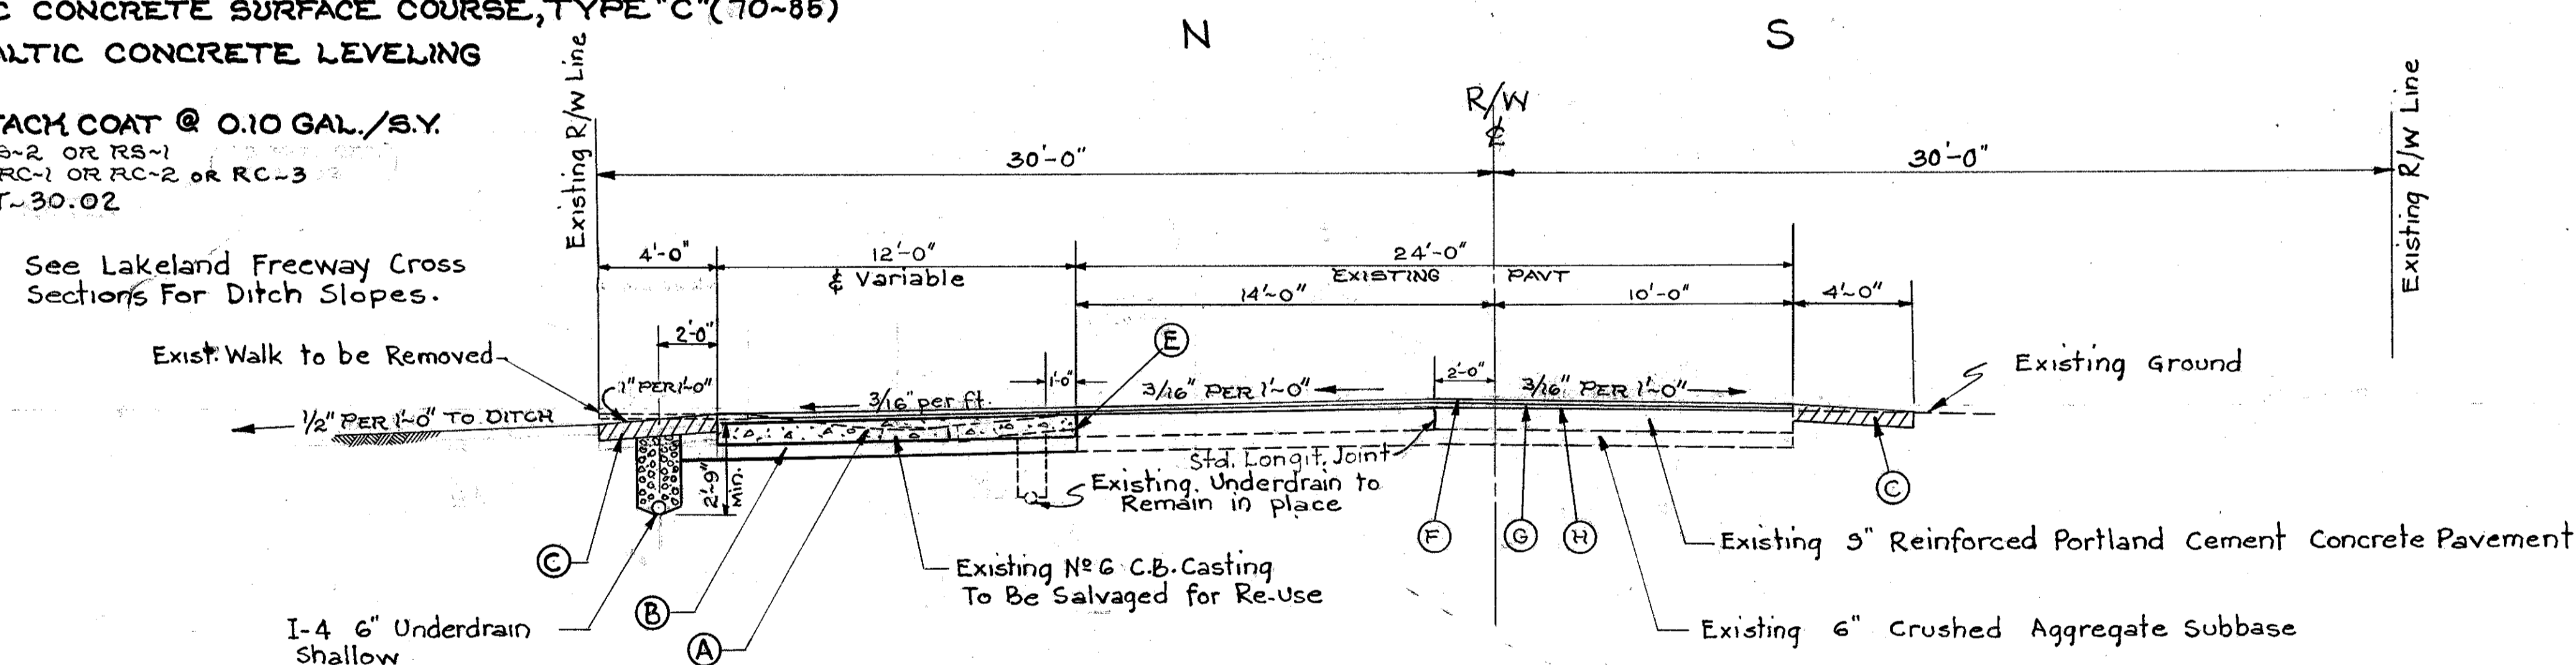 CONCRETE SURFACE COURSE, TYPE "C" (70~85)
ALTIC CONCRETE LEVELING
TACK COAT @ 0.10 GAL./S.Y.
S~2 OR RS~1
RC~1 OR RC~2 OR RC~3
T~30.02
See Lakeland Freeway Cross
Sections For Ditch Slopes.
N
S
Existing R/W Line
R/W
℄
Existing R/W Line
30'-0"
30'-0"
4'-0"
12'-0"
& Variable
24'-0"
EXISTING PAVT
14'~0"
10'-0"
4'~0"
2'-0"
Exist. Walk to be Removed
1" PER 1'-0"
1'-0"
E
2'-0"
Existing Ground
3/16" per ft.
3/16" PER 1'~0"
3/16" PER 1'~0"
1/2" PER 1'~0" TO DITCH
2'~9"
MIN.
Std. Longit. Joint
Existing Underdrain to
Remain in place
C
F
G
H
Existing 9" Reinforced Portland Cement Concrete Pavement
C
Existing No 6 C.B. Casting
To Be Salvaged for Re-Use
B
A
I-4 6" Underdrain
Shallow
Existing 6" Crushed Aggregate Subbase